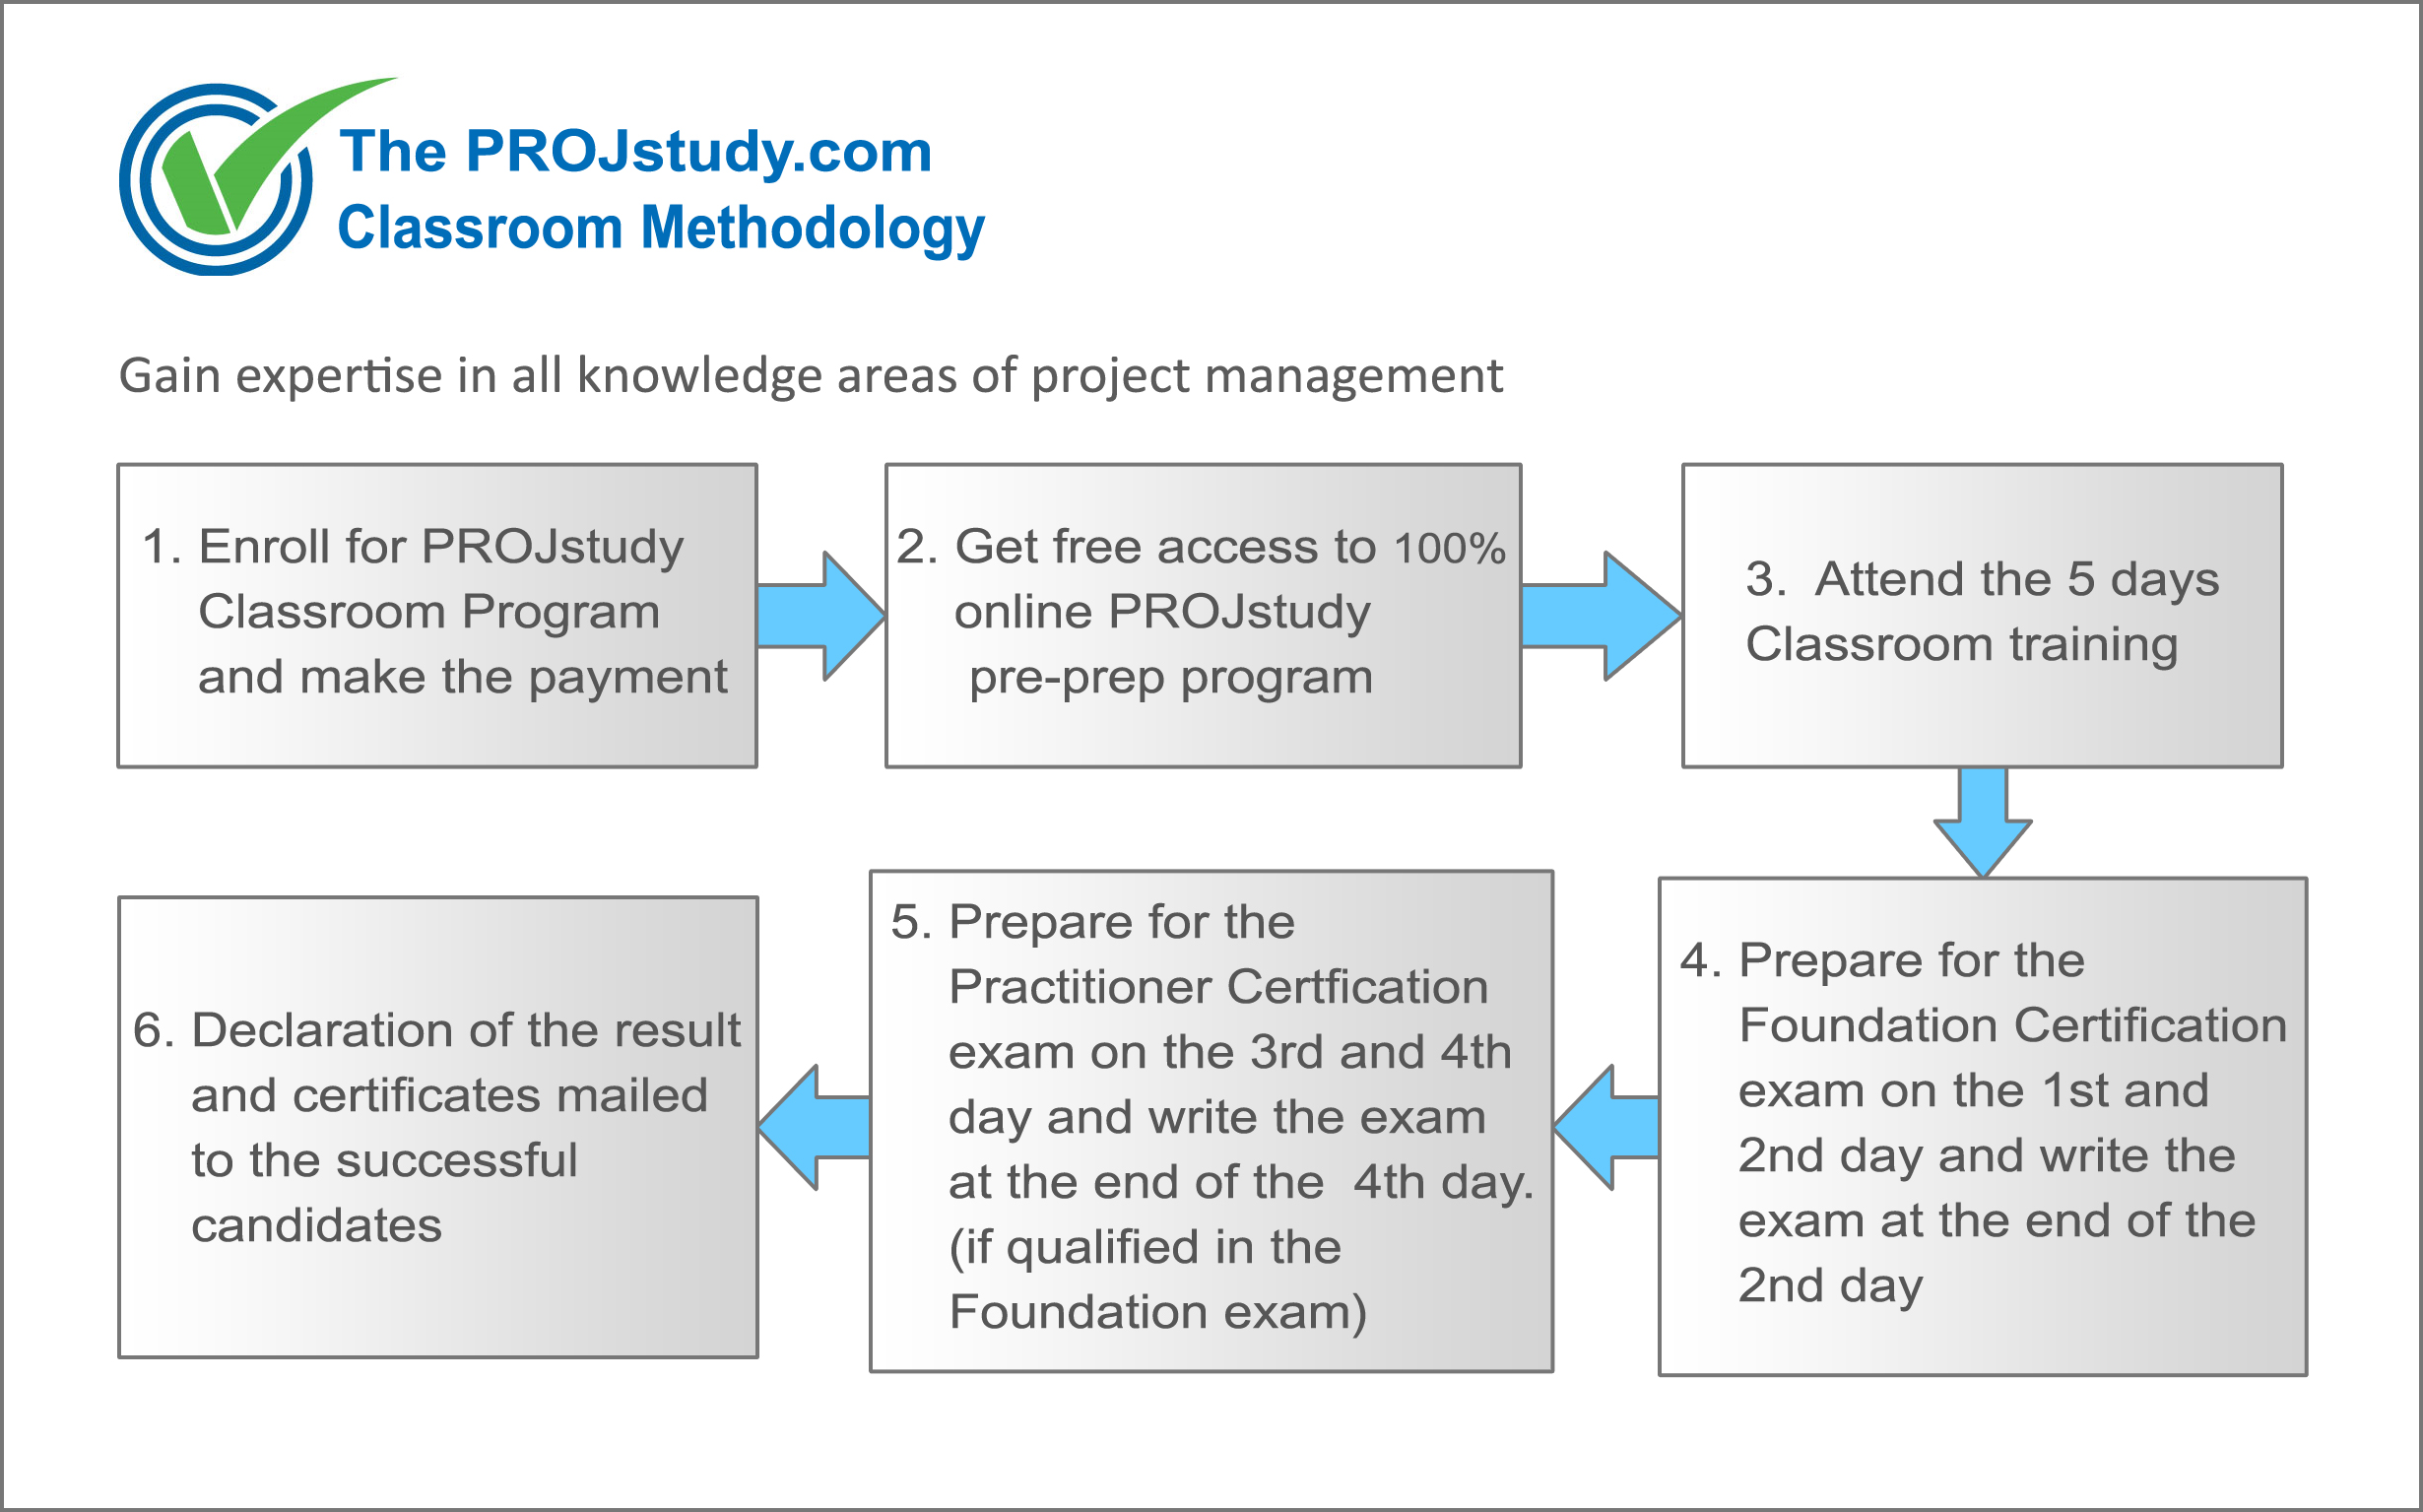 The PROJstudy.com
Classroom Methodology
Gain expertise in all knowledge areas of project management
1. Enroll for PROJstudy
Classroom Program
and make the payment
2. Get free access to 100%
online PROJstudy
pre-prep program
3. Attend the 5 days
Classroom training
4. Prepare for the
Foundation Certification
exam on the 1st and
2nd day and write the
exam at the end of the
2nd day
5. Prepare for the
Practitioner Certfication
exam on the 3rd and 4th
day and write the exam
at the end of the 4th day.
(if qualified in the
Foundation exam)
6. Declaration of the result
and certificates mailed
to the successful
candidates